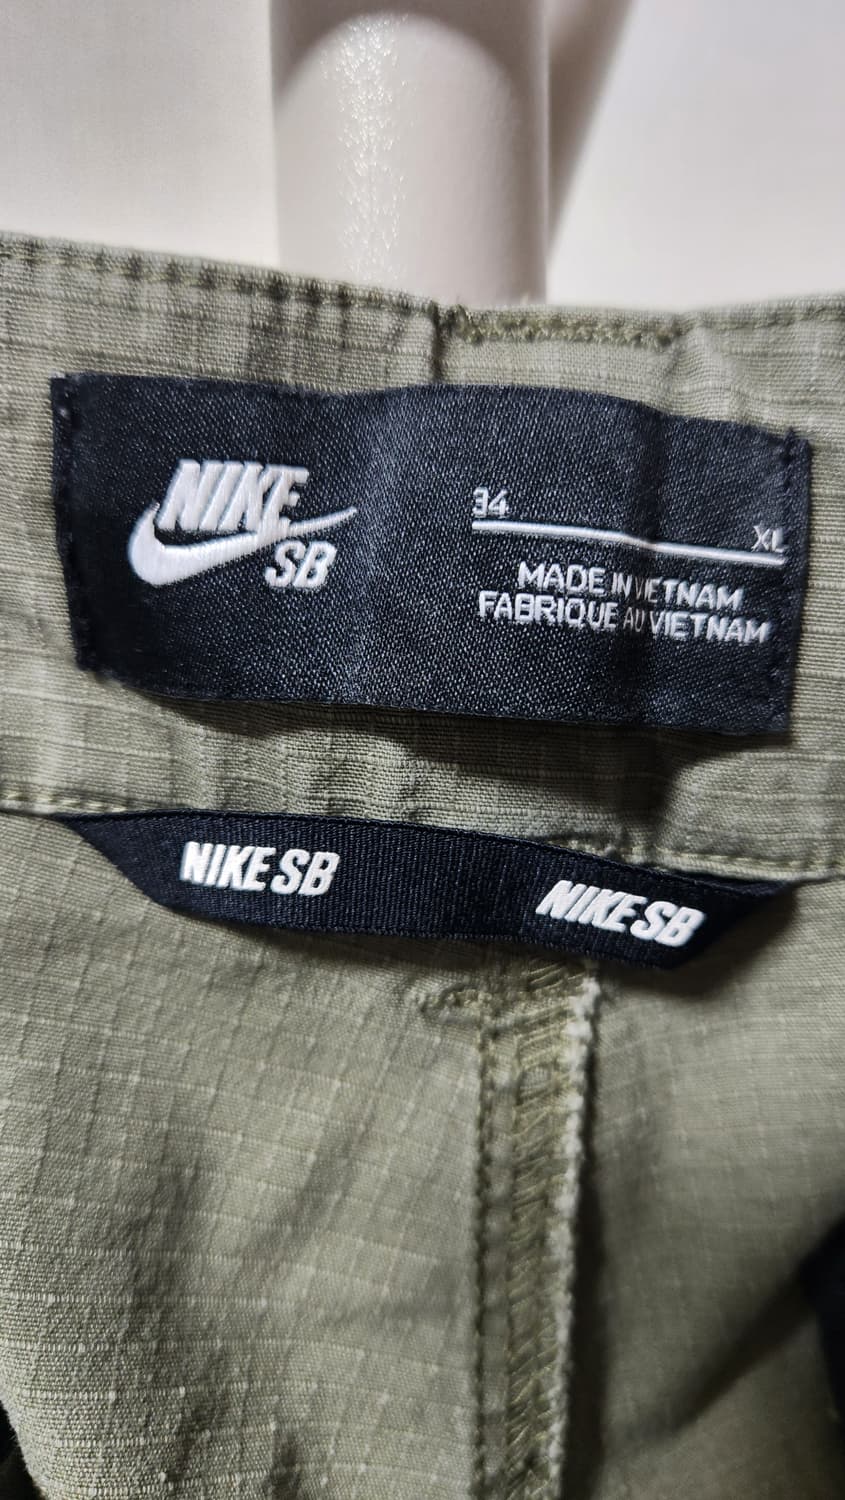 NIKE
SB
34
XL
MADE IN VIETNAM
FABRIQUE AU VIETNAM
NIKE SB
NIKE SB